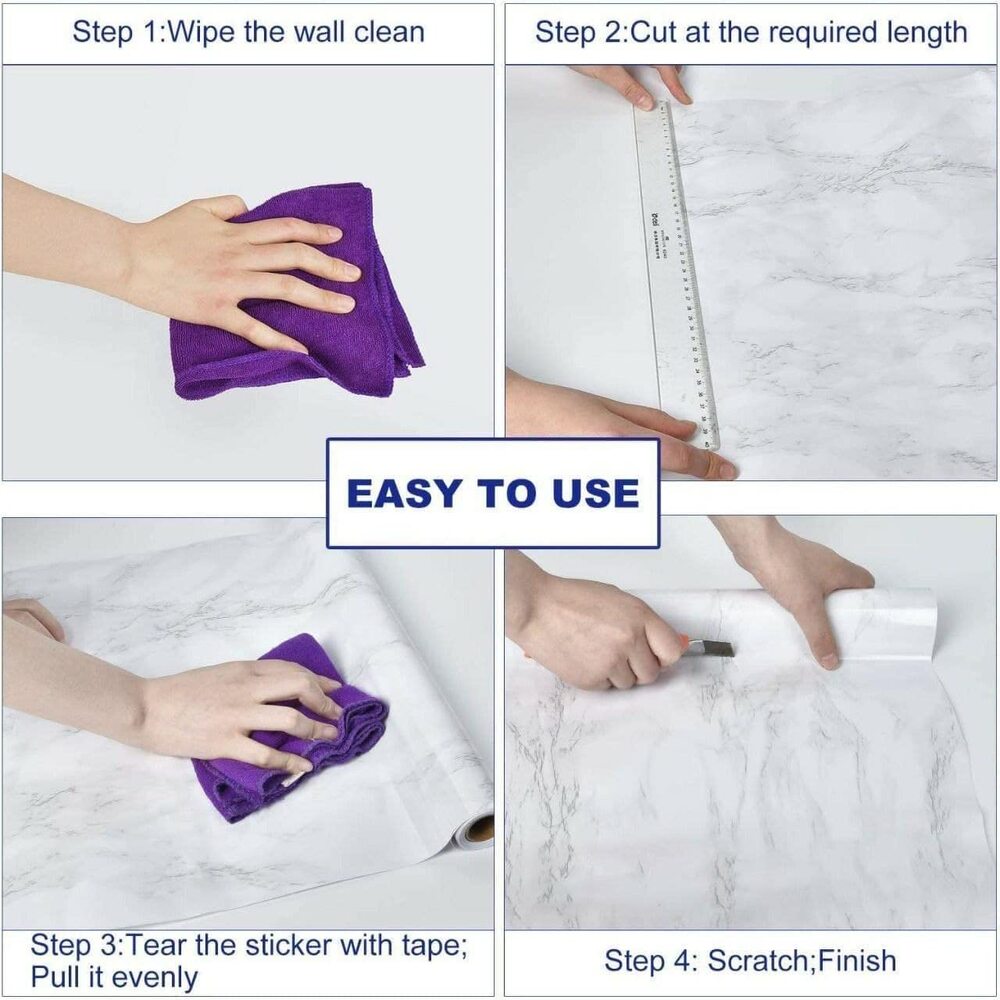 Step 1:Wipe the wall clean
Step 2:Cut at the required length
EASY TO USE
Step 3:Tear the sticker with tape;
Pull it evenly
Step 4: Scratch;Finish